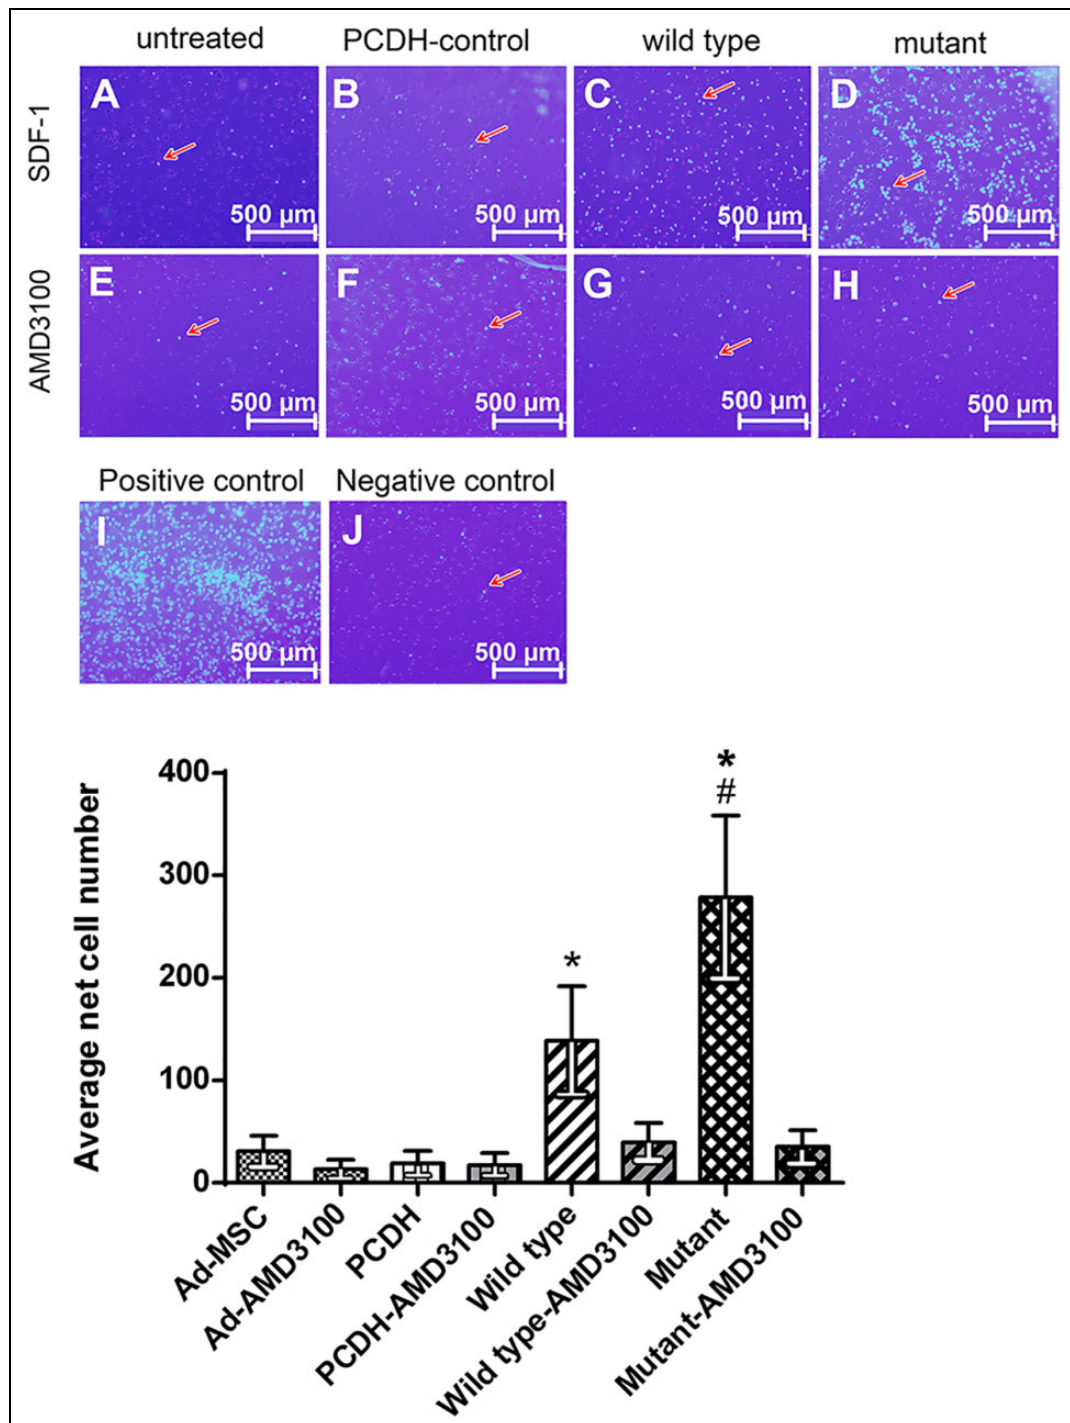 untreated PCDH-control wild type mutant
SDF-1
A B C D
500 µm 500 µm 500 µm 500 µm
AMD3100
E F G H
500 µm 500 µm 500 µm 500 µm
Positive control Negative control
I J
500 µm 500 µm
*
#
*
Average net cell number
400
300
200
100
0
Ad-MSC
Ad-AMD3100
PCDH
PCDH-AMD3100
Wild type
Wild type-AMD3100
Mutant
Mutant-AMD3100